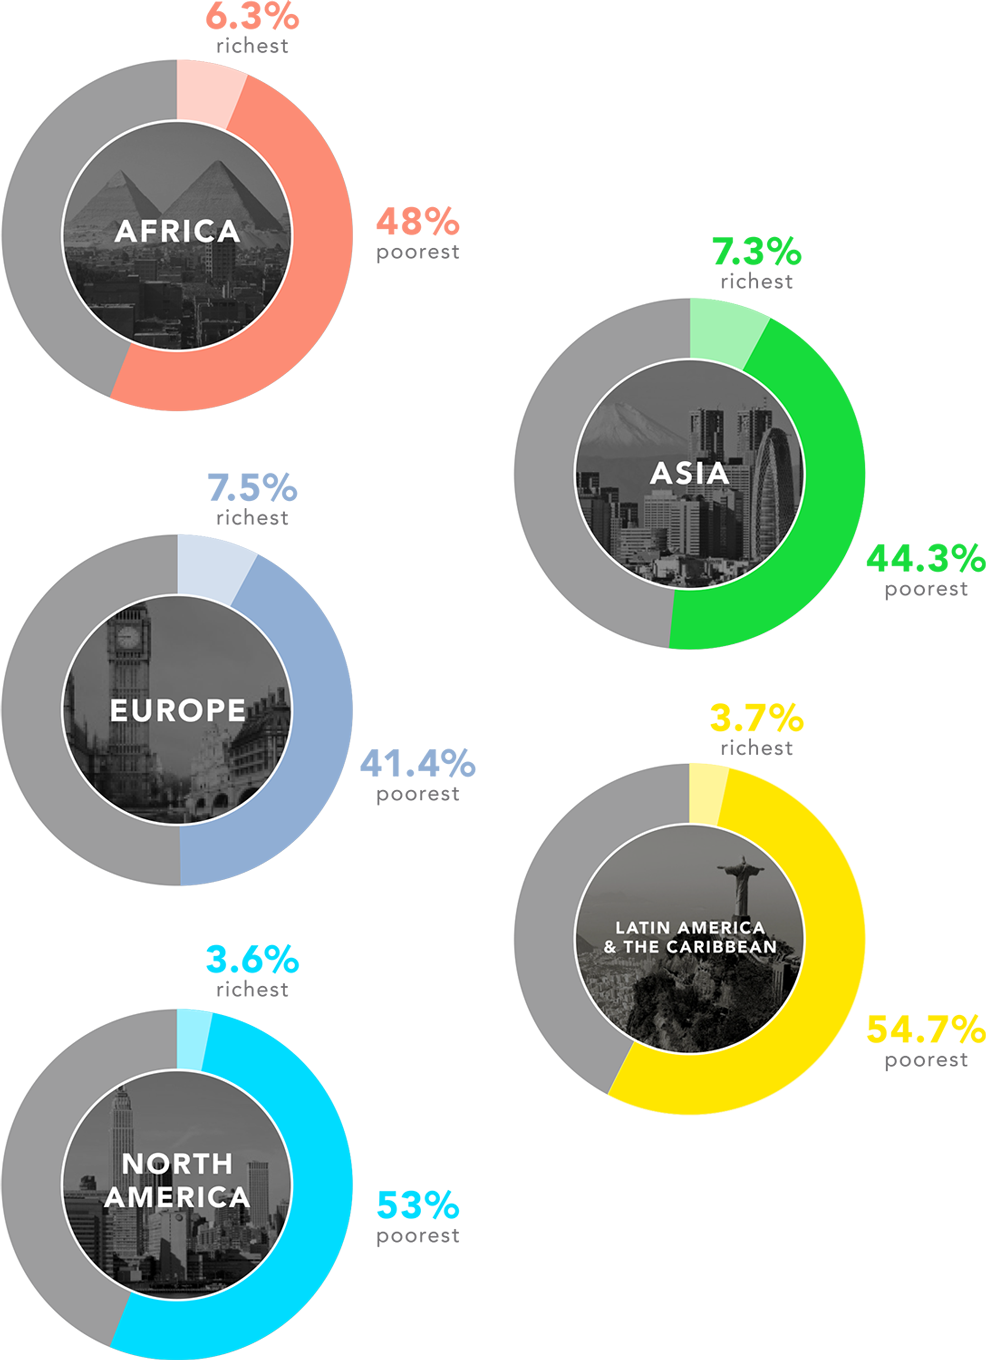 6.3%
richest
AFRICA
48%
poorest
7.3%
richest
ASIA
44.3%
poorest
7.5%
richest
EUROPE
41.4%
poorest
3.7%
richest
LATIN AMERICA
& THE CARIBBEAN
54.7%
poorest
3.6%
richest
NORTH
AMERICA
53%
poorest